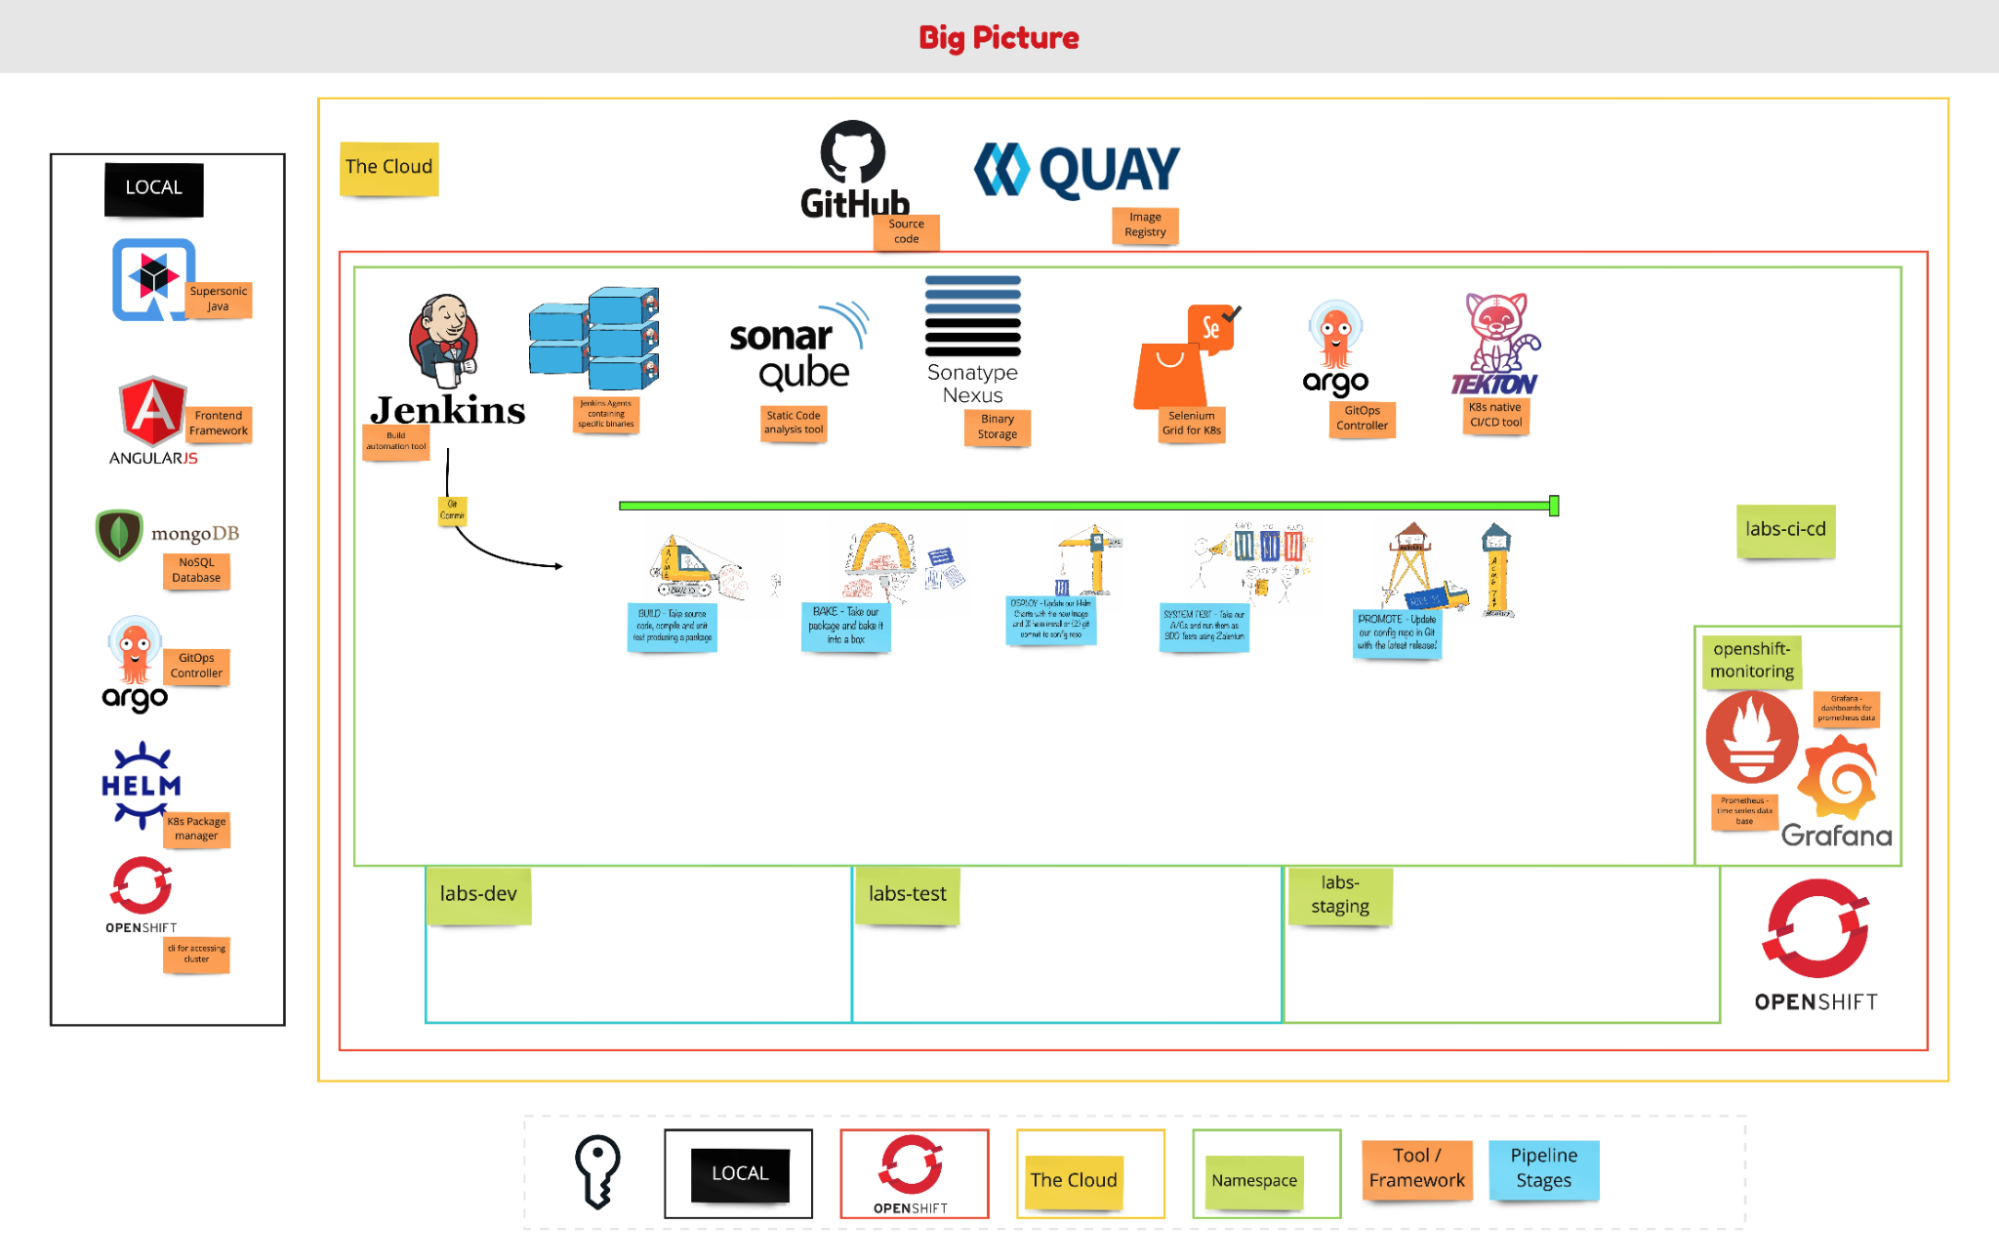 Big Picture
LOCAL
Supersonic
Java
Frontend
Framework
ANGULARJS
mongoDB
NoSQL
Database
GitOps
Controller
argo
HELM
K8s Package
manager
OPENSHIFT
cli for accessing
cluster
The Cloud
GitHub
Source
code
QUAY
Image
Registry
Jenkins
Build
automation tool
Jenkins Agents
containing
specific binaries
sonar
qube
Static Code
analysis tool
Sonatype
Nexus
Binary
Storage
Se
Selenium
Grid for K8s
argo
GitOps
Controller
TEKTON
K8s native
CI/CD tool
Git
Commit
BUILD - Take source
code, compile and unit
test producing a package
BAKE - Take our
package and bake it
into a box
DEPLOY - Update our Helm
Charts with the new image
and
commit to config repo
SYSTEM TEST - Take our
and run them as
BDD Tests using Zalenium
PROMOTE - Update
our config repo in Git
with the latest release!
labs-ci-cd
openshift-
monitoring
Grafana -
dashboards for
prometheus data
Prometheus -
time series data
base
Grafana
labs-dev
labs-test
labs-
staging
OPENSHIFT
LOCAL
OPENSHIFT
The Cloud
Namespace
Tool /
Framework
Pipeline
Stages